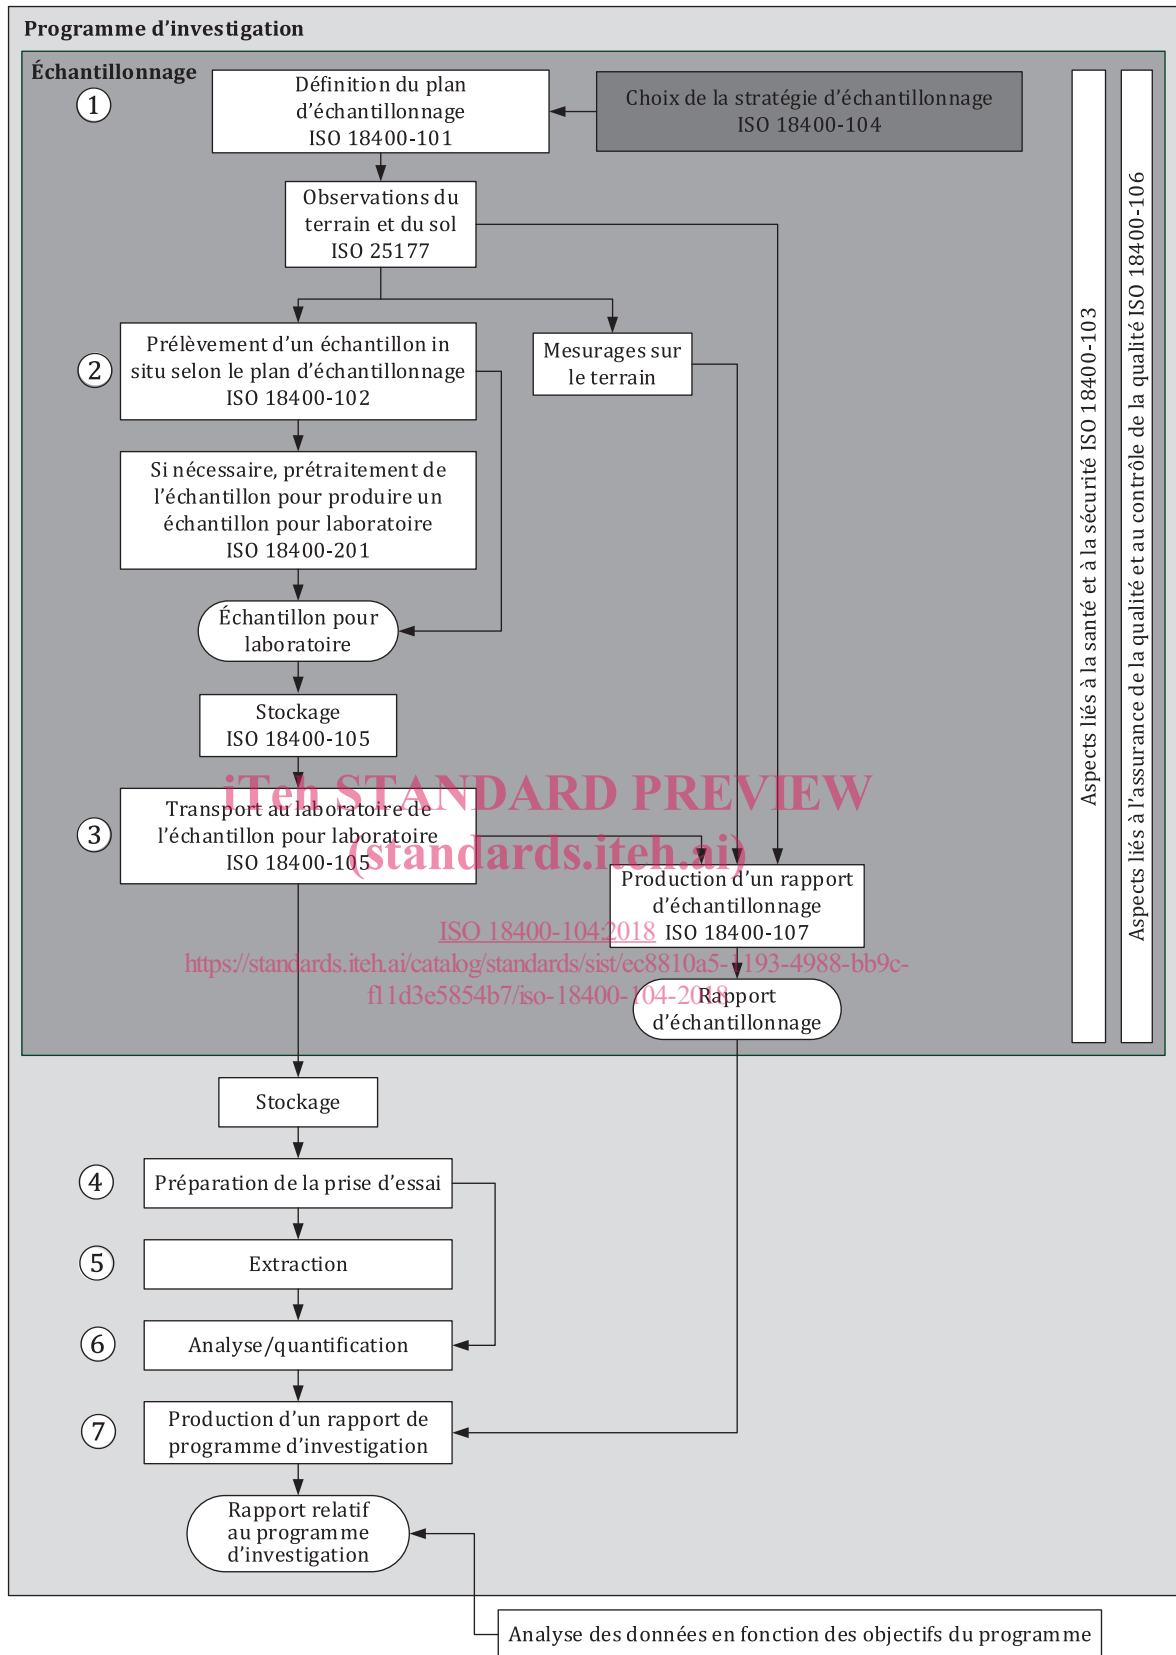 Programme d’investigation
Échantillonnage
1
Définition du plan
d’échantillonnage
ISO 18400-101
Choix de la stratégie d’échantillonnage
ISO 18400-104
Observations du
terrain et du sol
ISO 25177
2
Prélèvement d’un échantillon in
situ selon le plan d’échantillonnage
ISO 18400-102
Mesurages sur
le terrain
Si nécessaire, prétraitement de
l’échantillon pour produire un
échantillon pour laboratoire
ISO 18400-201
Échantillon pour
laboratoire
Stockage
ISO 18400-105
3
Transport au laboratoire de
l’échantillon pour laboratoire
ISO 18400-105
iTeh STANDARD PREVIEW
(standards.iteh.ai)
Production d’un rapport
d’échantillonnage
ISO 18400-107
ISO 18400-104:2018
https://standards.iteh.ai/catalog/standards/sist/ec8810a5-1193-4988-bb9c-
f11d3e5854b7/iso-18400-104-2018
Rapport
d’échantillonnage
Aspects liés à la santé et à la sécurité ISO 18400-103
Aspects liés à l’assurance de la qualité et au contrôle de la qualité ISO 18400-106
Stockage
4
Préparation de la prise d’essai
5
Extraction
6
Analyse/quantification
7
Production d’un rapport de
programme d’investigation
Rapport relatif
au programme
d’investigation
Analyse des données en fonction des objectifs du programme